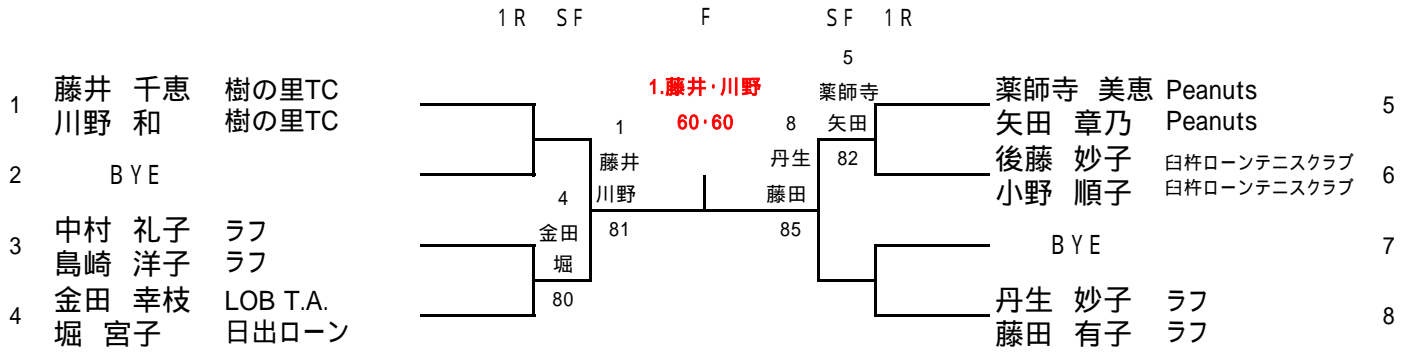 1R SF F SF 1R
1 藤井 千恵 樹の里TC
川野 和 樹の里TC
2 BYE
3 中村 礼子 ラフ
島崎 洋子 ラフ
4 金田 幸枝 LOB T.A.
堀 宮子 日出ローン
4
金田
堀
80
1
藤井
川野
81
1.藤井・川野
60・60
8
丹生
藤田
85
5
薬師寺
矢田
82
薬師寺 美恵 Peanuts 5
矢田 章乃 Peanuts
後藤 妙子 臼杵ローンテニスクラブ 6
小野 順子 臼杵ローンテニスクラブ
BYE 7
丹生 妙子 ラフ 8
藤田 有子 ラフ